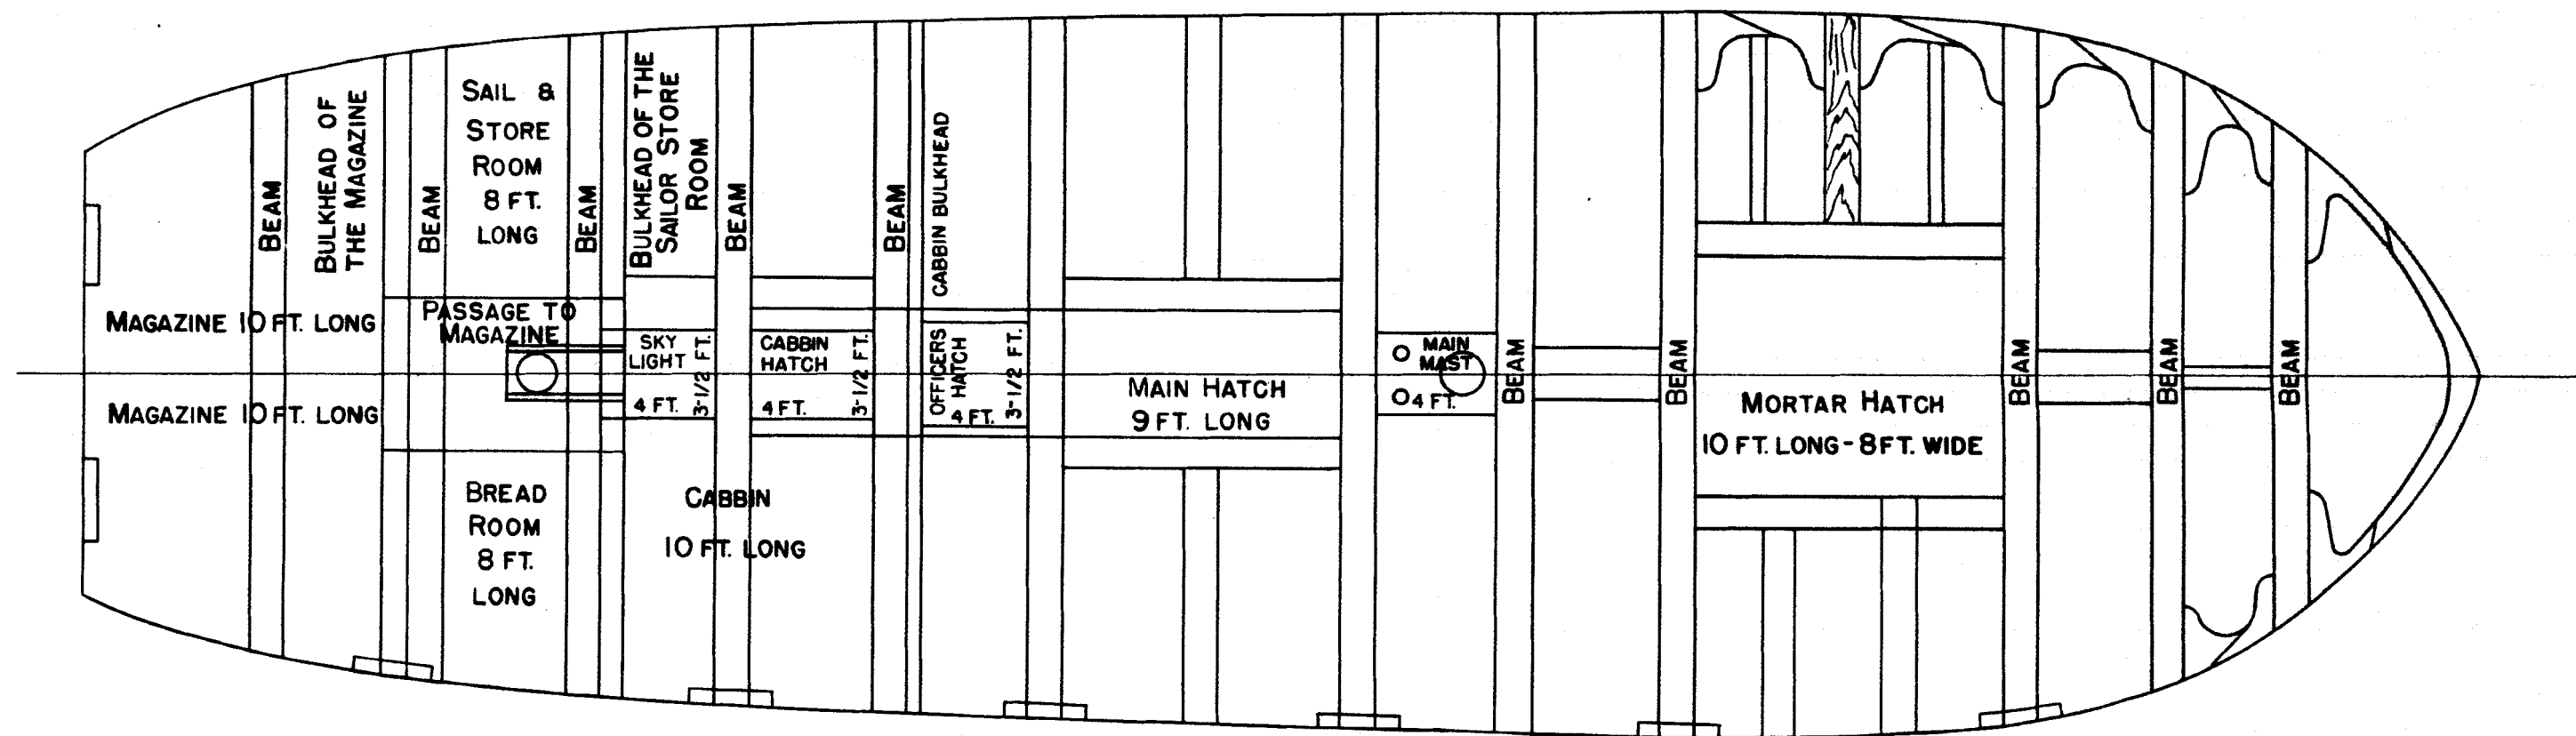 MAGAZINE 10 FT. LONG
MAGAZINE 10 FT. LONG
BEAM
BULKHEAD OF
THE MAGAZINE
BEAM
SAIL &
STORE
ROOM
8 FT.
LONG
PASSAGE TO
MAGAZINE
BREAD
ROOM
8 FT.
LONG
BEAM
BULKHEAD OF THE
SAILOR STORE
ROOM
SKY
LIGHT
4 FT.
3-1/2 FT.
BEAM
CABBIN
HATCH
4 FT.
3-1/2 FT.
CABBIN
10 FT. LONG
BEAM
CABBIN BULKHEAD
OFFICERS
HATCH
4 FT.
3-1/2 FT.
MAIN HATCH
9 FT. LONG
MAIN
MAST
4 FT.
BEAM
BEAM
MORTAR HATCH
10 FT. LONG-8 FT. WIDE
BEAM
BEAM
BEAM